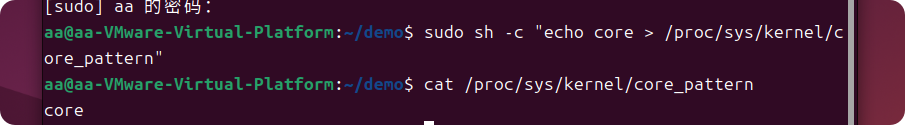 [sudo] aa 的密码：
aa@aa-VMware-Virtual-Platform:~/demo$ sudo sh -c "echo core > /proc/sys/kernel/c
ore_pattern"
aa@aa-VMware-Virtual-Platform:~/demo$ cat /proc/sys/kernel/core_pattern
core